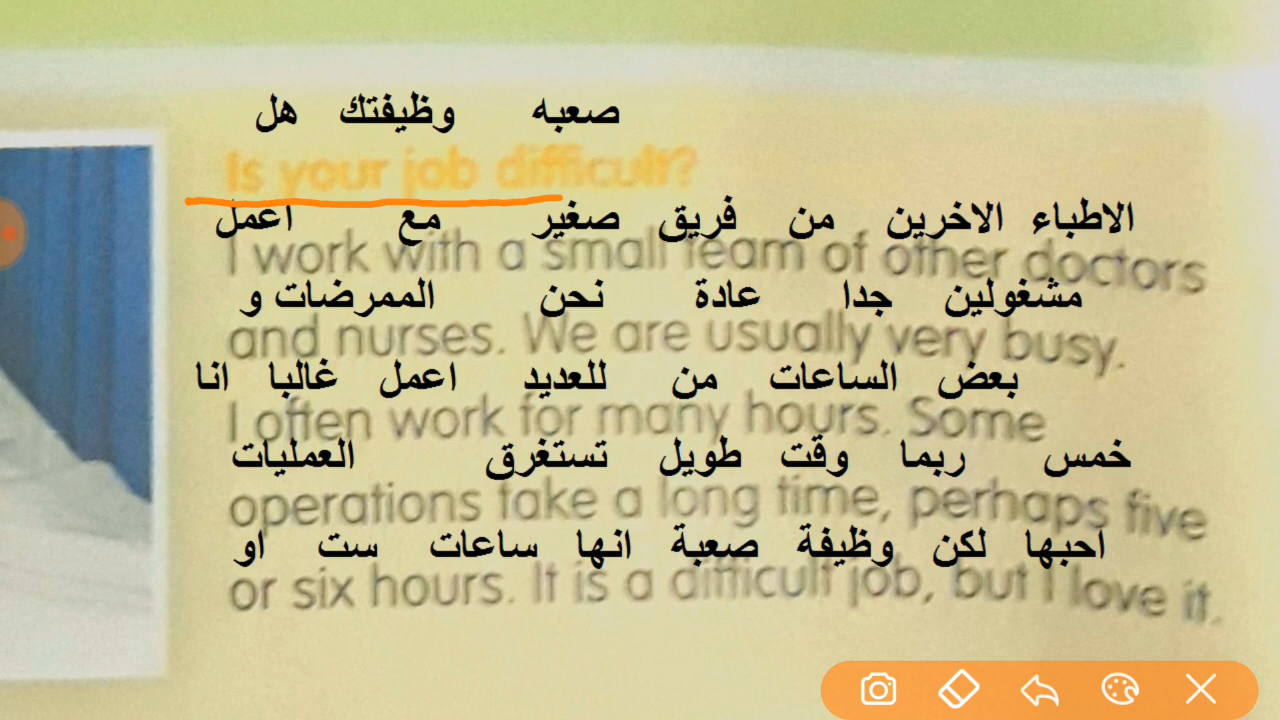 صعبه وظيفتك هل
Is your job difficult?
الاطباء الاخرين من فريق صغير مع اعمل
I work with a small team of other doctors
مشغولين جدا عادة نحن الممرضات و
and nurses. We are usually very busy.
بعض الساعات من للعديد اعمل غالبا انا
I often work for many hours. Some
خمس ربما وقت طويل تستغرق العمليات
operations take a long time, perhaps five
احبها لكن وظيفة صعبة انها ساعات ست او
or six hours. It is a difficult job, but I love it.